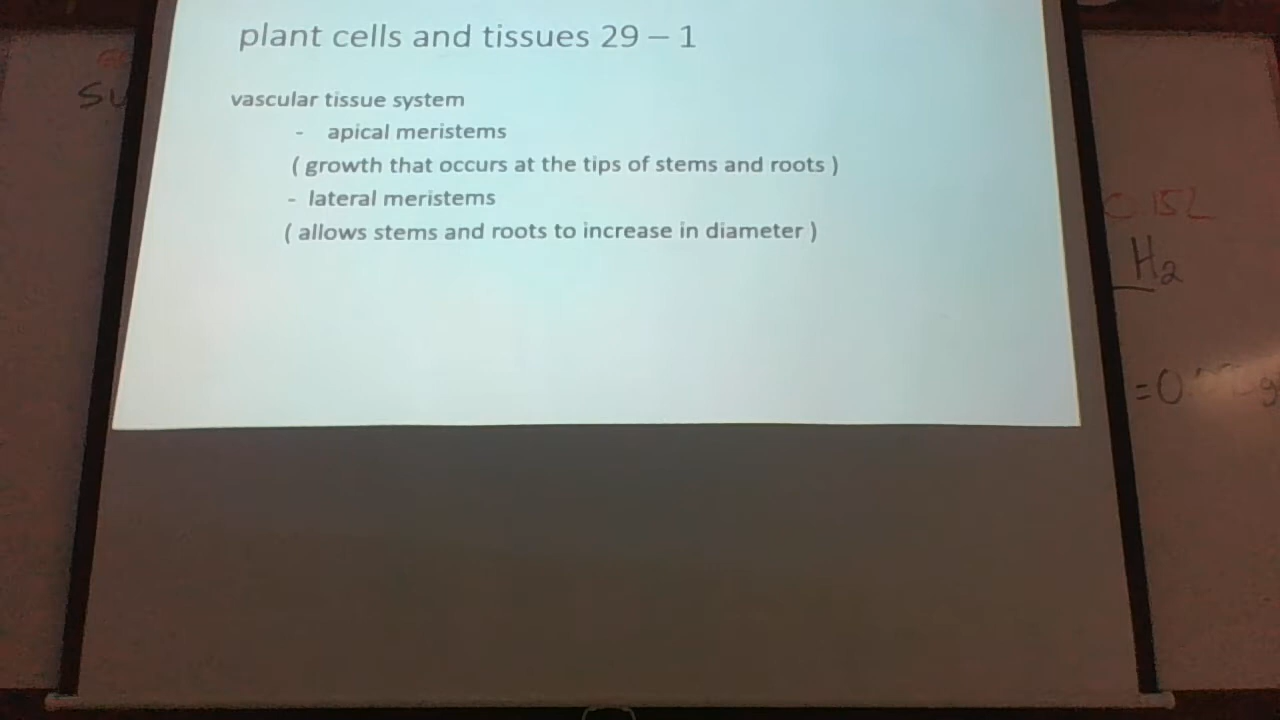 plant cells and tissues 29 – 1
vascular tissue system
- apical meristems
( growth that occurs at the tips of stems and roots )
- lateral meristems
( allows stems and roots to increase in diameter )
H₂
=0